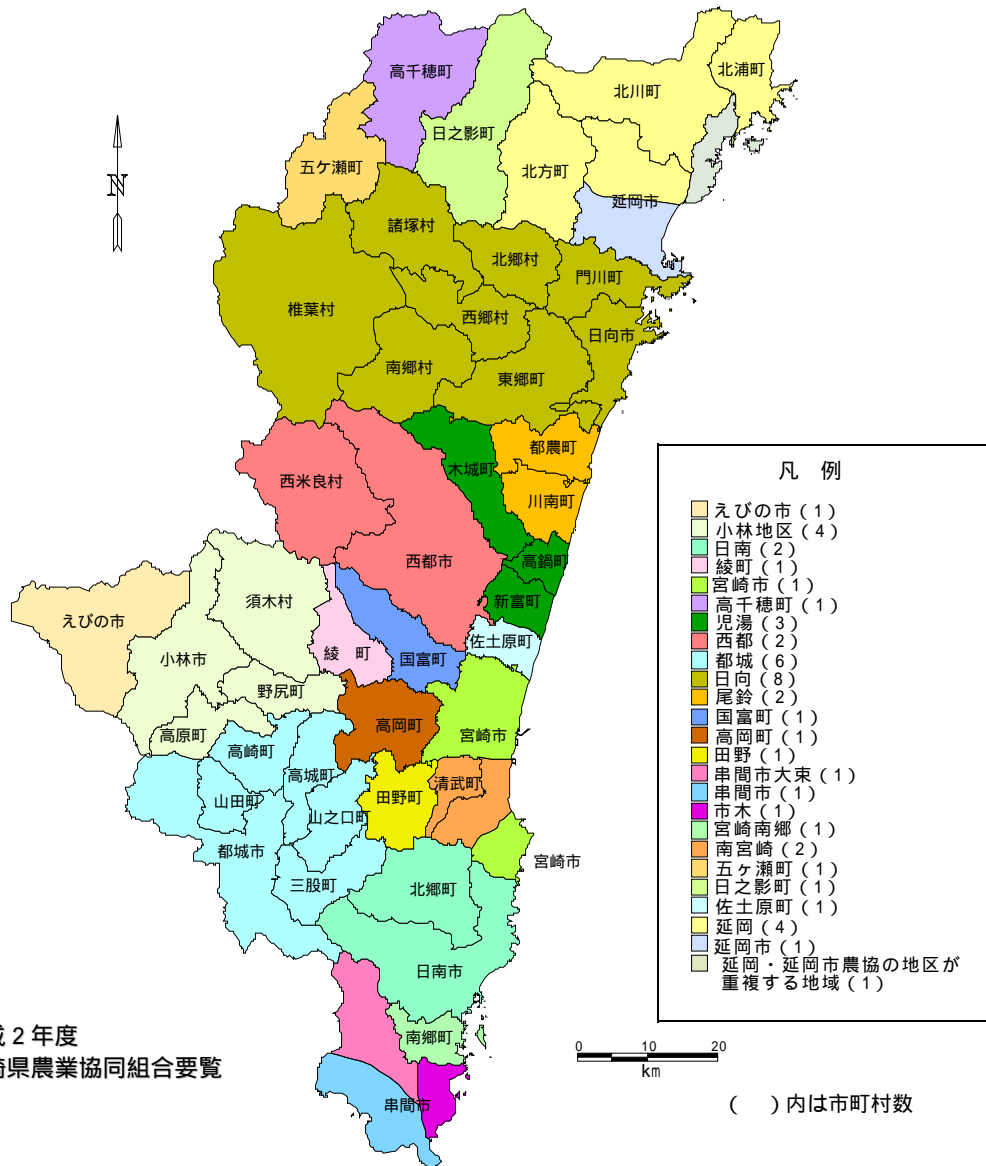 高千穂町
北浦町
北川町
日之影町
五ケ瀬町
北方町
延岡市
N
諸塚村
北郷村
門川町
椎葉村
西郷村
日向市
南郷村
東郷町
都農町
木城町
西米良村
川南町
西都市
高鍋町
新富町
須木村
えびの市
佐土原町
綾 町
国富町
小林市
野尻町
高岡町
高原町
宮崎市
高崎町
高城町
清武町
山田町
田野町
山之口町
都城市
宮崎市
三股町
北郷町
日南市
南郷町
串間市
凡 例
えびの市(1)
小林地区(4)
日南(2)
綾町(1)
宮崎市(1)
高千穂町(1)
児湯(3)
西都(2)
都城(6)
日向(8)
尾鈴(2)
国富町(1)
高岡町(1)
田野(1)
串間市大束(1)
串間市(1)
市木(1)
宮崎南郷(1)
南宮崎(2)
五ヶ瀬町(1)
日之影町(1)
佐土原町(1)
延岡(4)
延岡市(1)
延岡・延岡市農協の地区が
重複する地域(1)
2年度
県農業協同組合要覧
0 10 20
km
( )内は市町村数